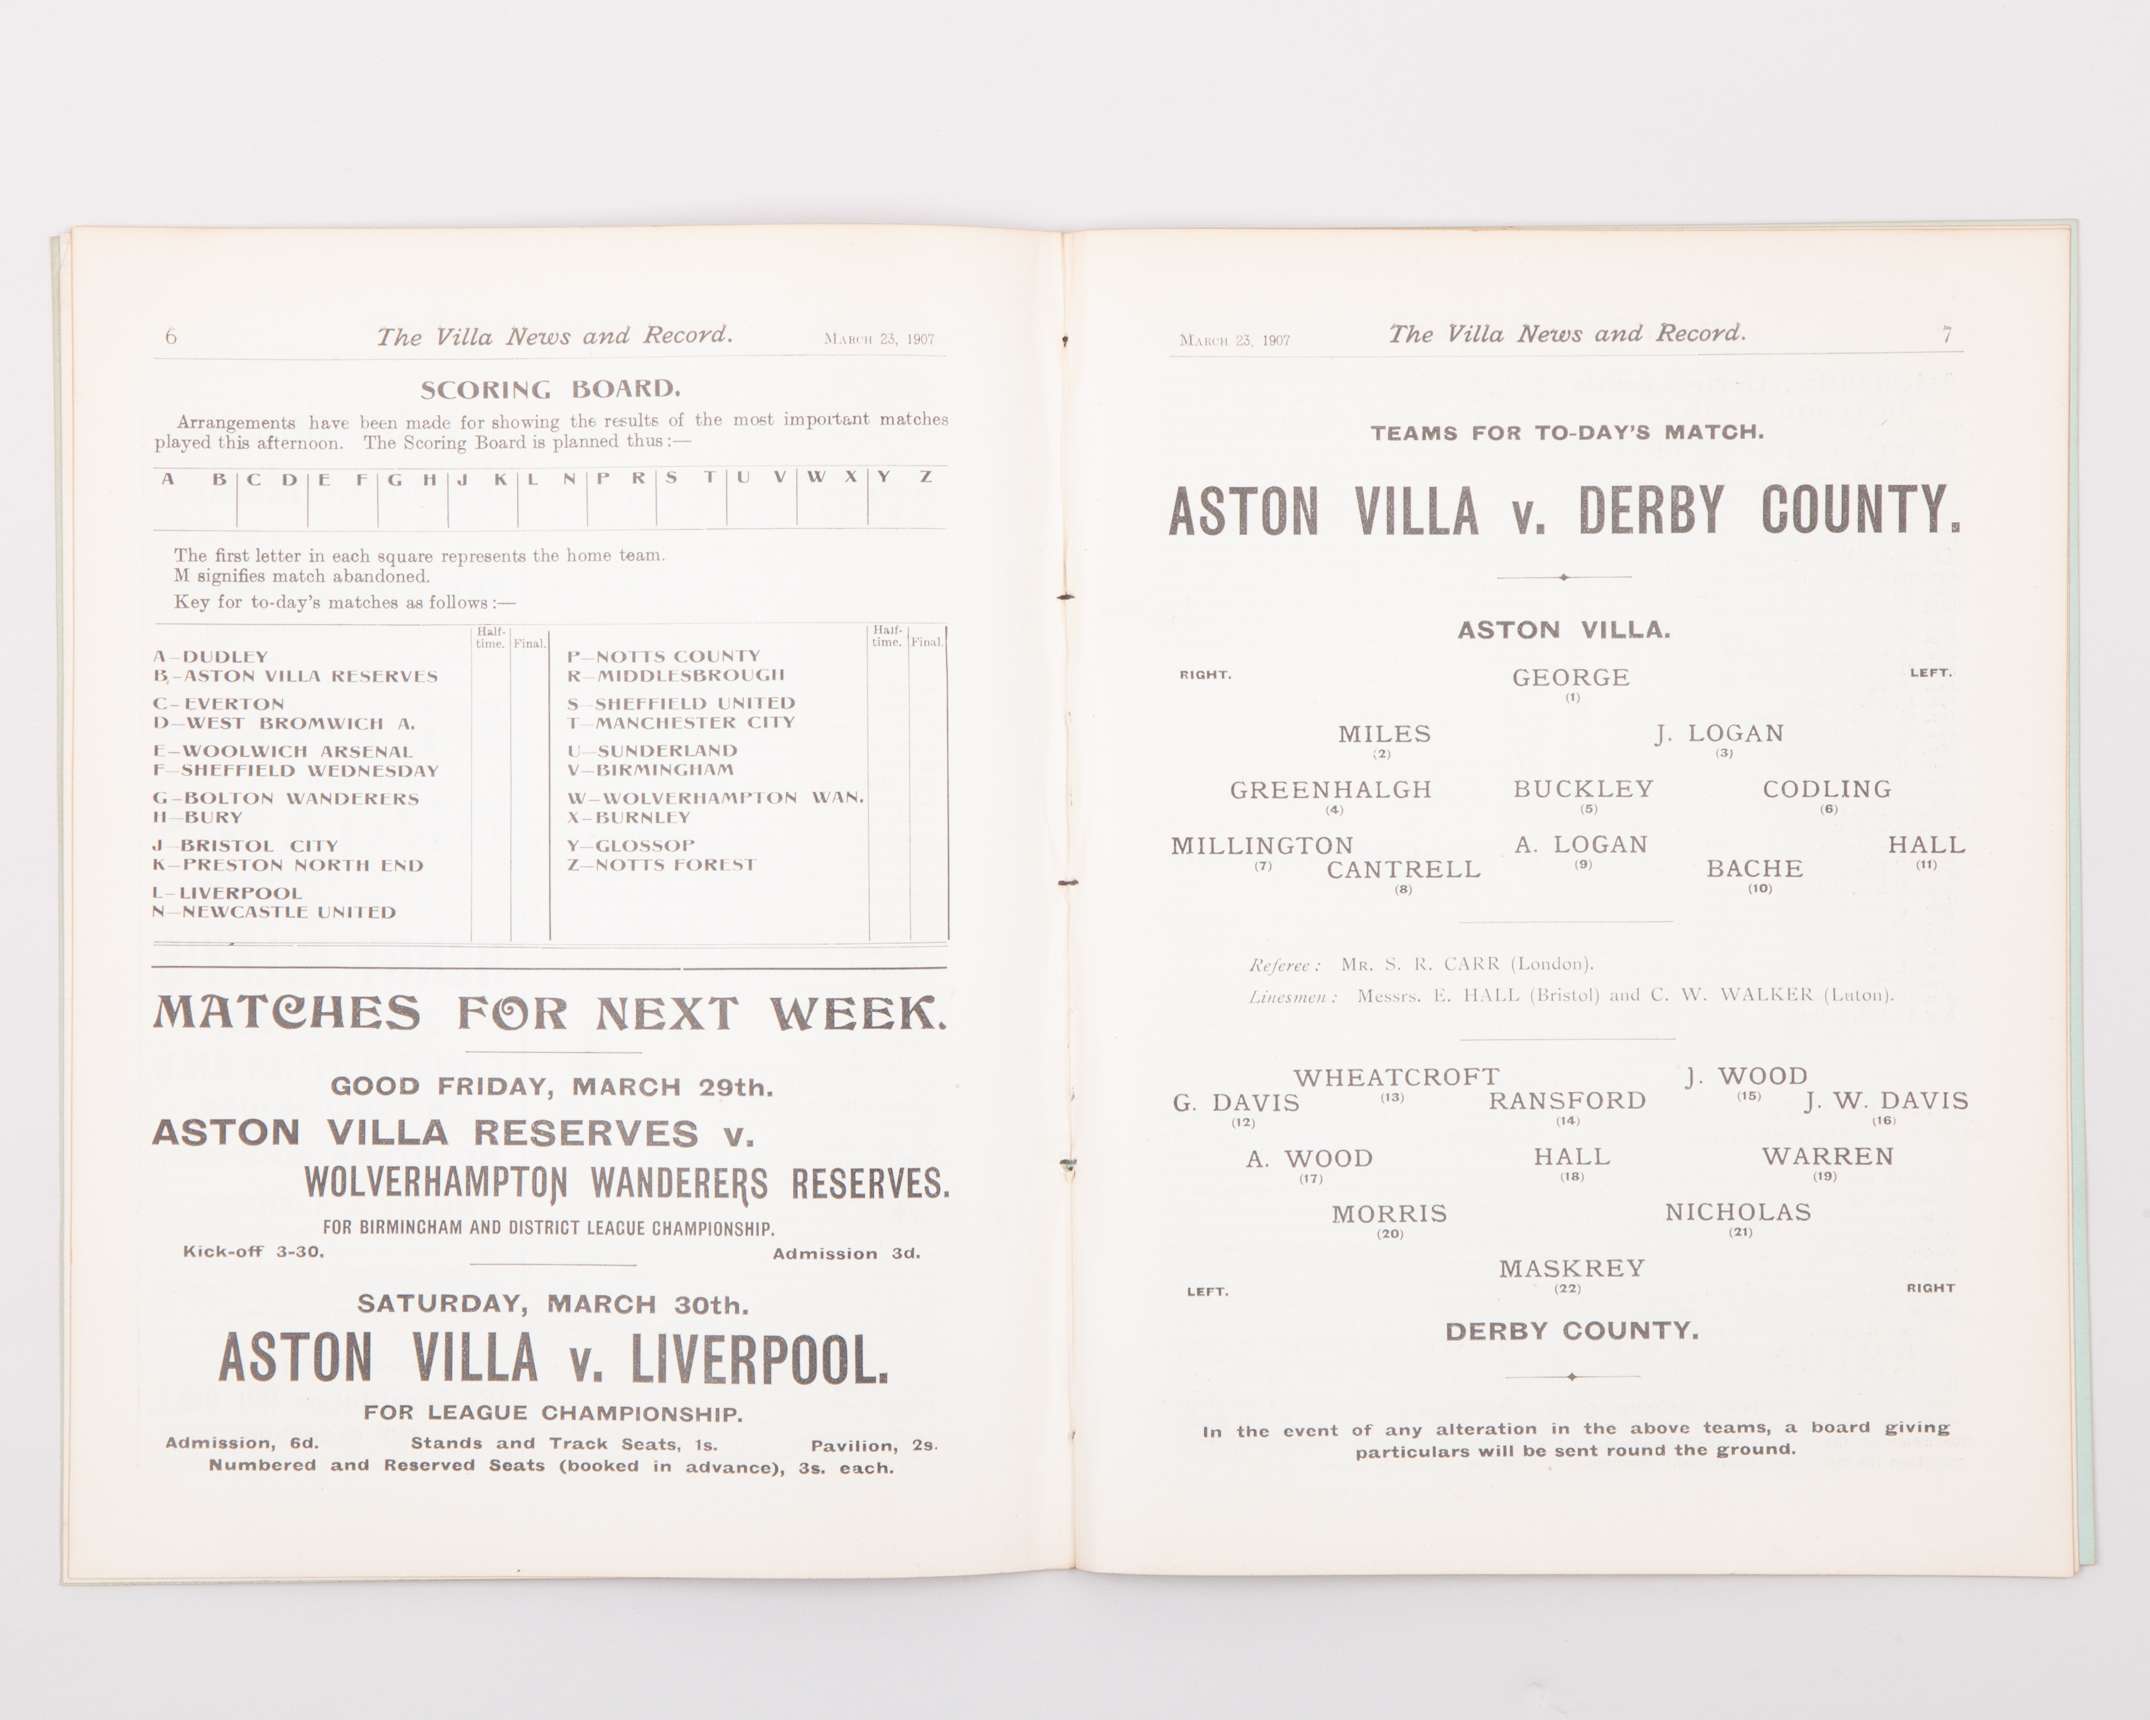 6 The Villa News and Record. March 23, 1907
SCORING BOARD.
Arrangements have been made for showing the results of the most important matches
played this afternoon. The Scoring Board is planned thus:—
A B C D E F G H J K L N P R S T U V W X Y Z
The first letter in each square represents the home team.
M signifies match abandoned.
Key for to-day's matches as follows:—
Half-time. Final.
A—DUDLEY
B—ASTON VILLA RESERVES
C—EVERTON
D—WEST BROMWICH A.
E—WOOLWICH ARSENAL
F—SHEFFIELD WEDNESDAY
G—BOLTON WANDERERS
H—BURY
J—BRISTOL CITY
K—PRESTON NORTH END
L—LIVERPOOL
N—NEWCASTLE UNITED
Half-time. Final.
P—NOTTS COUNTY
R—MIDDLESBROUGH
S—SHEFFIELD UNITED
T—MANCHESTER CITY
U—SUNDERLAND
V—BIRMINGHAM
W—WOLVERHAMPTON WAN.
X—BURNLEY
Y—GLOSSOP
Z—NOTTS FOREST
MATCHES FOR NEXT WEEK.
GOOD FRIDAY, MARCH 29th.
ASTON VILLA RESERVES v.
WOLVERHAMPTON WANDERERS RESERVES.
FOR BIRMINGHAM AND DISTRICT LEAGUE CHAMPIONSHIP.
Kick-off 3-30. Admission 3d.
SATURDAY, MARCH 30th.
ASTON VILLA v. LIVERPOOL.
FOR LEAGUE CHAMPIONSHIP.
Admission, 6d. Stands and Track Seats, 1s. Pavilion, 2s.
Numbered and Reserved Seats (booked in advance), 3s. each.
March 23, 1907 The Villa News and Record. 7
TEAMS FOR TO-DAY'S MATCH.
ASTON VILLA v. DERBY COUNTY.
ASTON VILLA.
RIGHT. GEORGE LEFT.
(1)
MILES J. LOGAN
(2) (3)
GREENHALGH BUCKLEY CODLING
(4) (5) (6)
MILLINGTON A. LOGAN HALL
(7) (9) (11)
CANTRELL BACHE
(8) (10)
Referee: Mr. S. R. CARR (London).
Linesmen: Messrs. E. HALL (Bristol) and C. W. WALKER (Luton).
WHEATCROFT J. WOOD
(13) (15)
G. DAVIS RANSFORD J. W. DAVIS
(12) (14) (16)
A. WOOD HALL WARREN
(17) (18) (19)
MORRIS NICHOLAS
(20) (21)
MASKREY
(22)
LEFT. RIGHT
DERBY COUNTY.
In the event of any alteration in the above teams, a board giving
particulars will be sent round the ground.